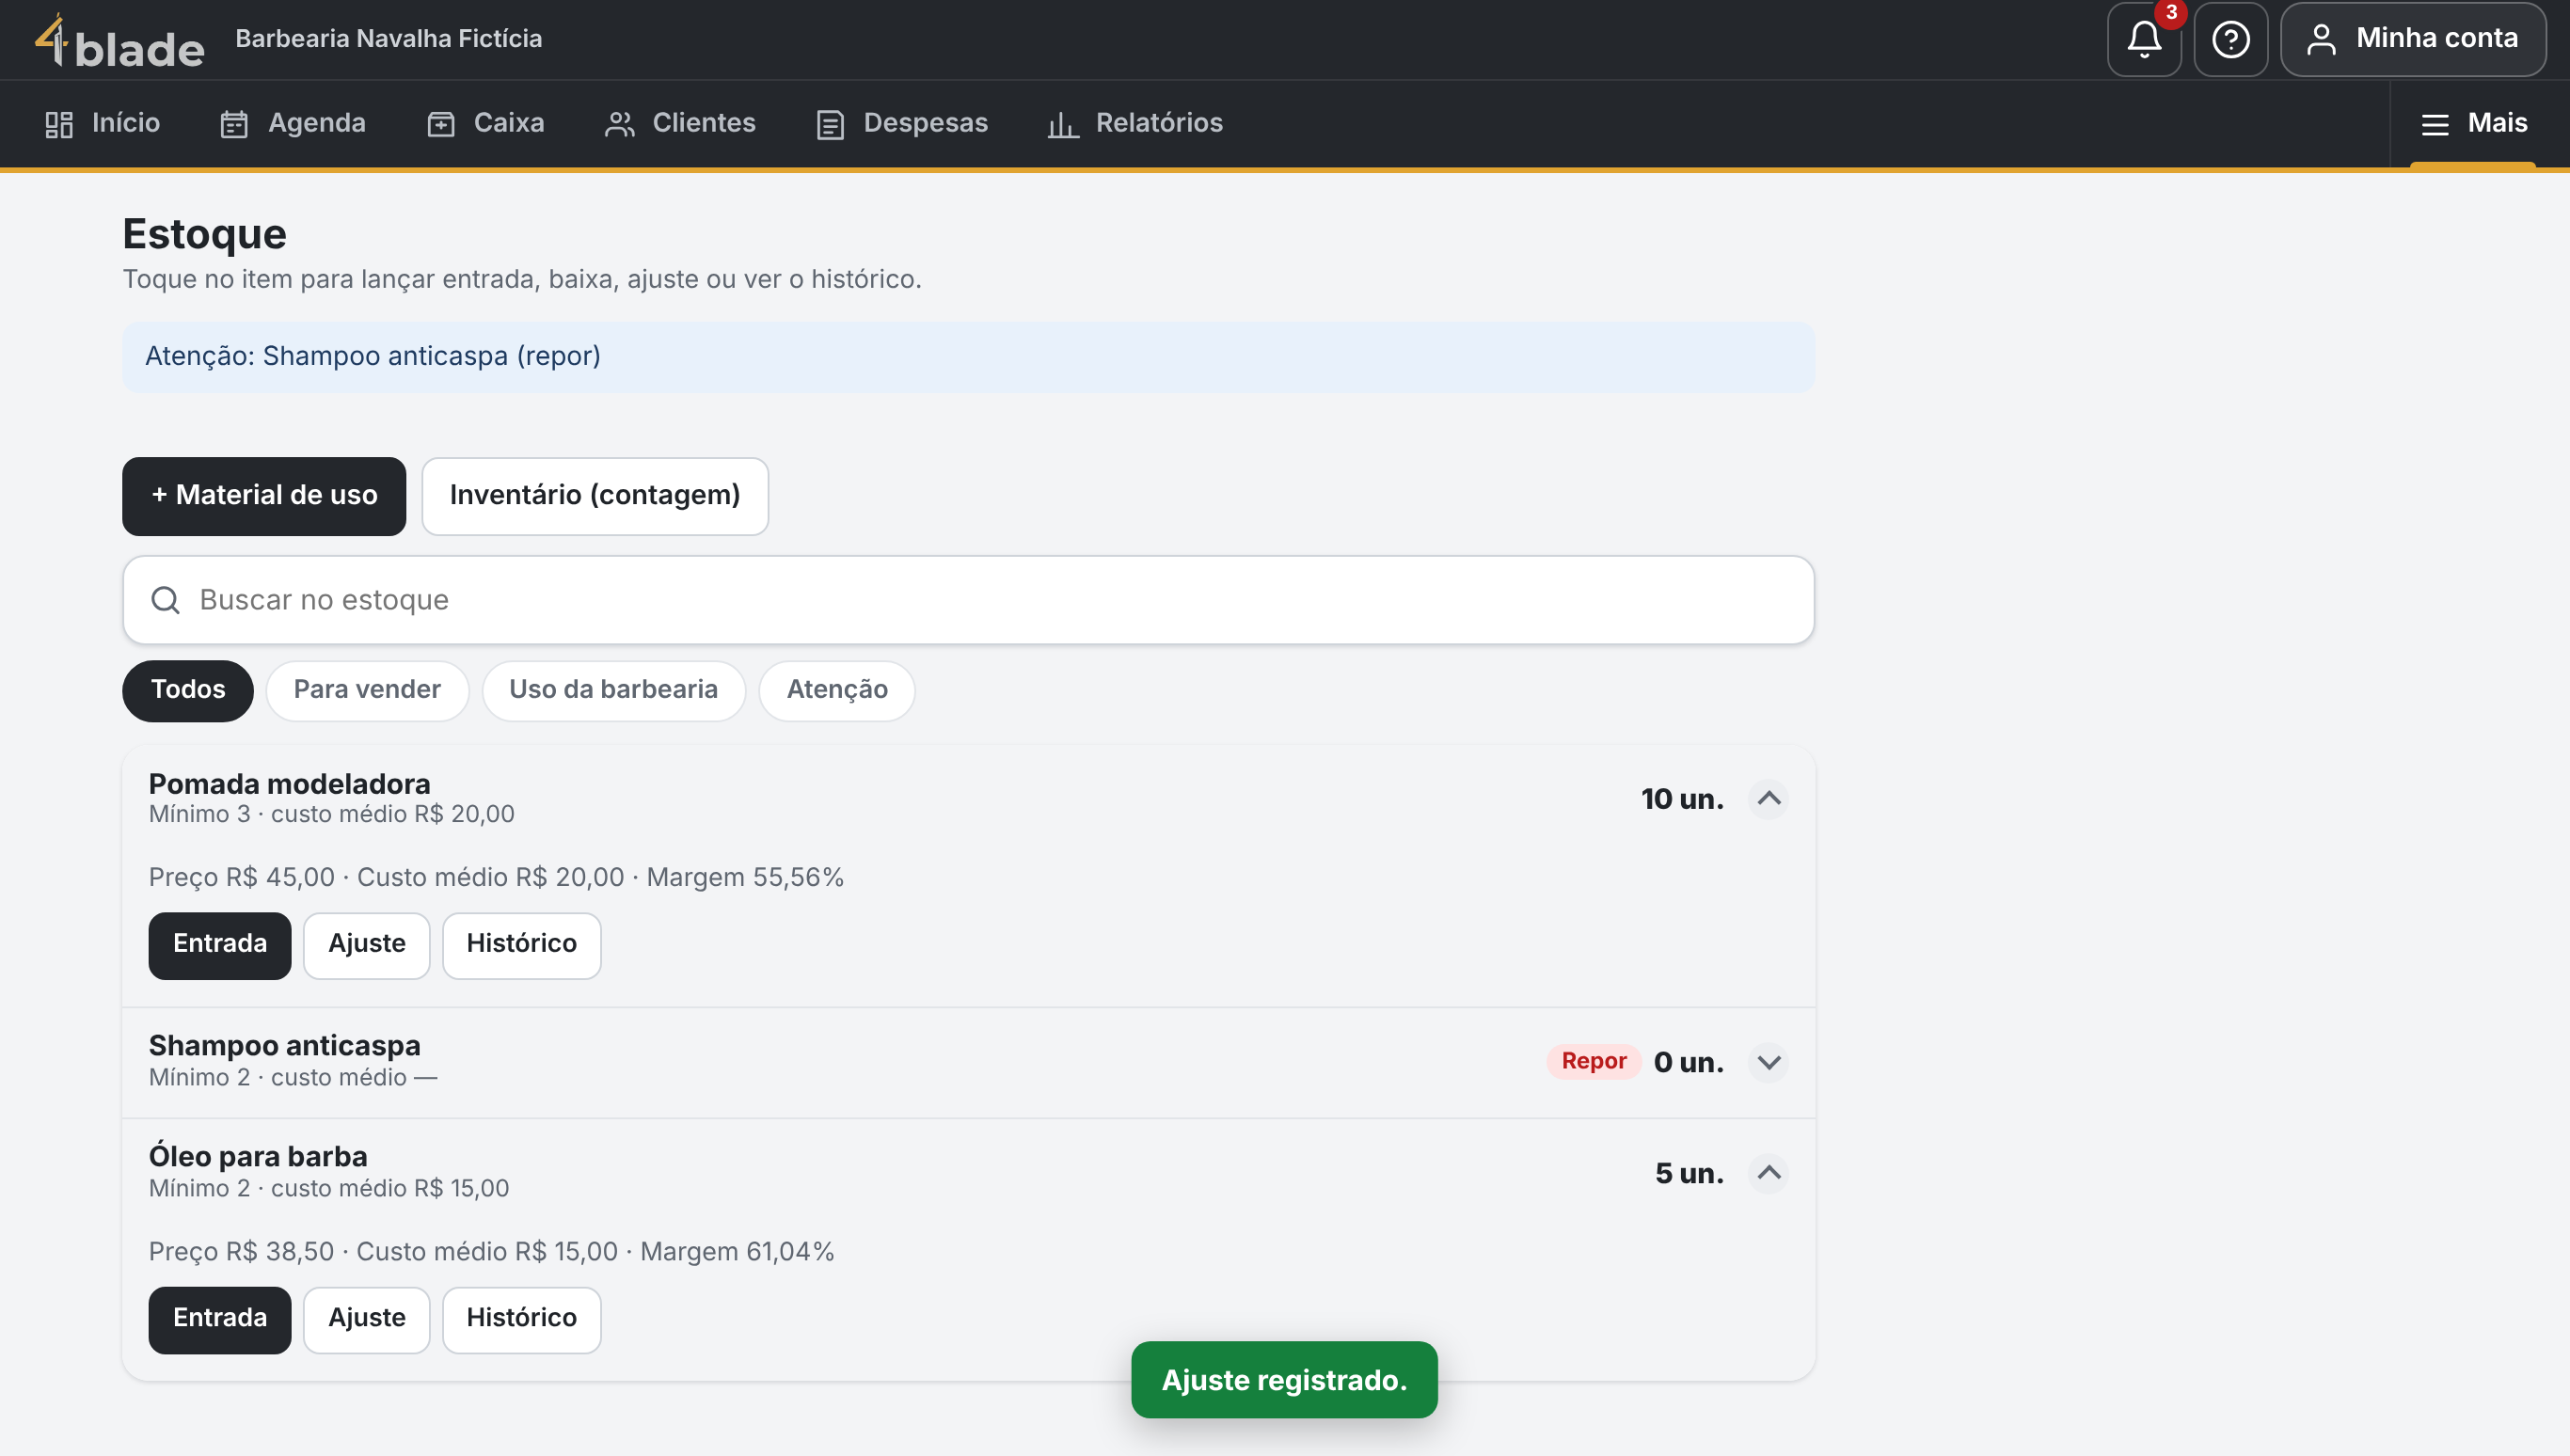 4blade
Barbearia Navalha Fictícia
3
Minha conta
Início
Agenda
Caixa
Clientes
Despesas
Relatórios
Mais
Estoque
Toque no item para lançar entrada, baixa, ajuste ou ver o histórico.
Atenção: Shampoo anticaspa (repor)
+ Material de uso
Inventário (contagem)
Buscar no estoque
Todos
Para vender
Uso da barbearia
Atenção
Pomada modeladora
Mínimo 3 · custo médio R$ 20,00
10 un.
Preço R$ 45,00 · Custo médio R$ 20,00 · Margem 55,56%
Entrada
Ajuste
Histórico
Shampoo anticaspa
Mínimo 2 · custo médio —
Repor
0 un.
Óleo para barba
Mínimo 2 · custo médio R$ 15,00
5 un.
Preço R$ 38,50 · Custo médio R$ 15,00 · Margem 61,04%
Entrada
Ajuste
Histórico
Ajuste registrado.